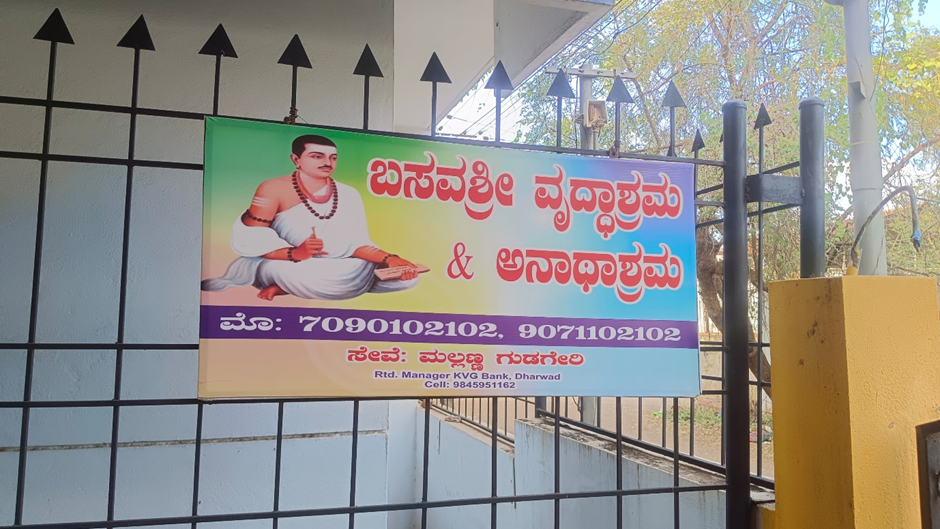 ಬಸವಶ್ರೀ ವೃದ್ಧಾಶ್ರಮ
& ಅನಾಥಾಶ್ರಮ
ಮೊ: 7090102102, 9071102102
ಸೇವೆ: ಮಲ್ಲಣ್ಣ ಗುಡಗೇರಿ
Rtd. Manager KVG Bank, Dharwad
Cell: 9845951162